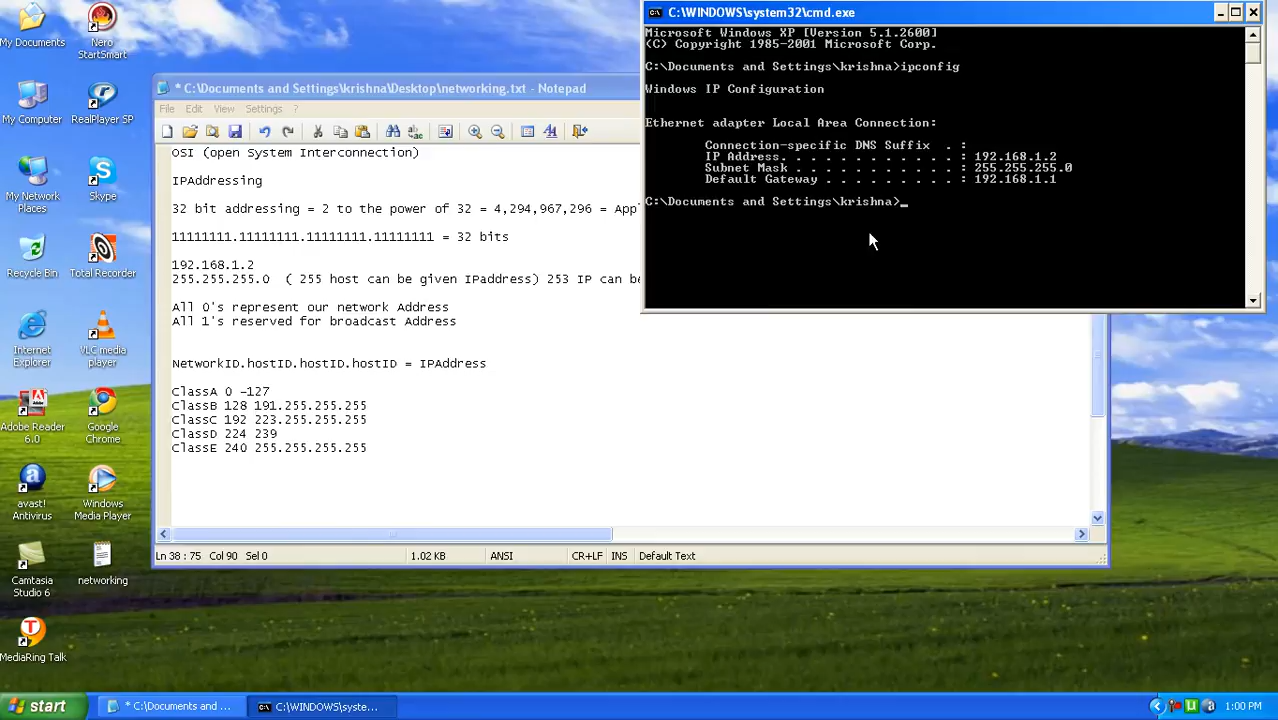 My Documents
Nero
StartSmart
My Computer
RealPlayer SP
My Network
Places
Skype
Recycle Bin
Total Recorder
Internet
Explorer
VLC media
player
Adobe Reader
6.0
Google
Chrome
avast!
Antivirus
Windows
Media Player
Camtasia
Studio 6
networking
MediaRing Talk
* C:\Documents and Settings\krishna\Desktop\networking.txt - Notepad
File Edit View Settings ?
OSI (open System Interconnection)
IPAddressing
32 bit addressing = 2 to the power of 32 = 4,294,967,296 = App
11111111.11111111.11111111.11111111 = 32 bits
192.168.1.2
255.255.255.0 ( 255 host can be given IPaddress) 253 IP can be
All 0's represent our network Address
All 1's reserved for broadcast Address
NetworkID.hostID.hostID.hostID = IPAddress
ClassA 0 -127
ClassB 128 191.255.255.255
ClassC 192 223.255.255.255
ClassD 224 239
ClassE 240 255.255.255.255
Ln 38 : 75 Col 90 Sel 0 1.02 KB ANSI CR+LF INS Default Text
C:\WINDOWS\system32\cmd.exe
Microsoft Windows XP [Version 5.1.2600]
(C) Copyright 1985-2001 Microsoft Corp.
C:\Documents and Settings\krishna>ipconfig
Windows IP Configuration
Ethernet adapter Local Area Connection:
Connection-specific DNS Suffix . :
IP Address. . . . . . . . . . . . : 192.168.1.2
Subnet Mask . . . . . . . . . . . : 255.255.255.0
Default Gateway . . . . . . . . . : 192.168.1.1
C:\Documents and Settings\krishna>_
start
* C:\Documents and ...
C:\WINDOWS\syste...
1:00 PM